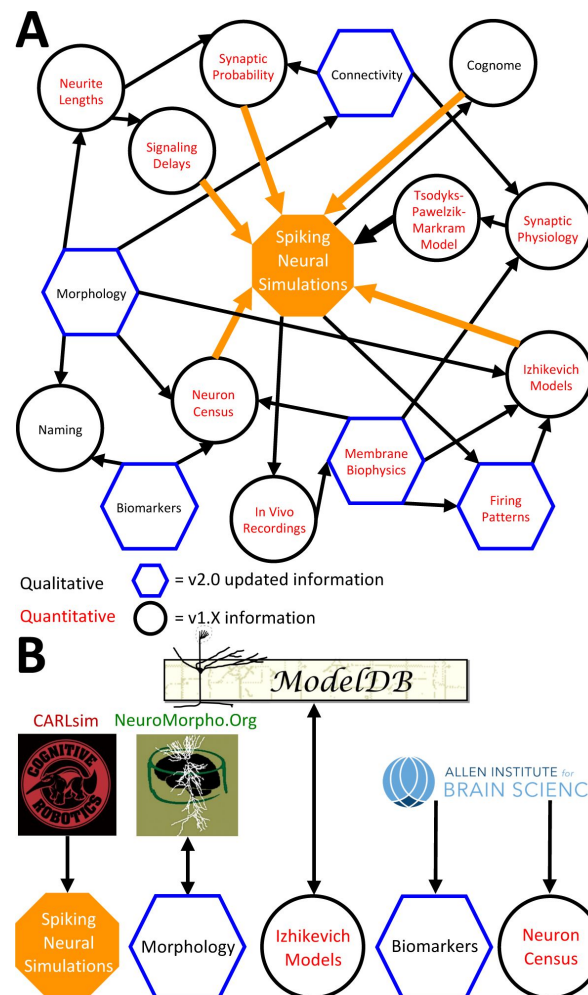 A
Neurite
Lengths
Synaptic
Probability
Connectivity
Cognome
Signaling
Delays
Tsodyks-
Pawelzik-
Markram
Model
Synaptic
Physiology
Spiking
Neural
Simulations
Morphology
Izhikevich
Models
Neuron
Census
Naming
Membrane
Biophysics
Biomarkers
In Vivo
Recordings
Firing
Patterns
Qualitative
= v2.0 updated information
Quantitative
= v1.X information
B
ModelDB
CARLsim
NeuroMorpho.Org
COGNITIVE
ROBOTICS
ALLEN INSTITUTE for
BRAIN SCIENC
Spiking
Neural
Simulations
Morphology
Izhikevich
Models
Biomarkers
Neuron
Census